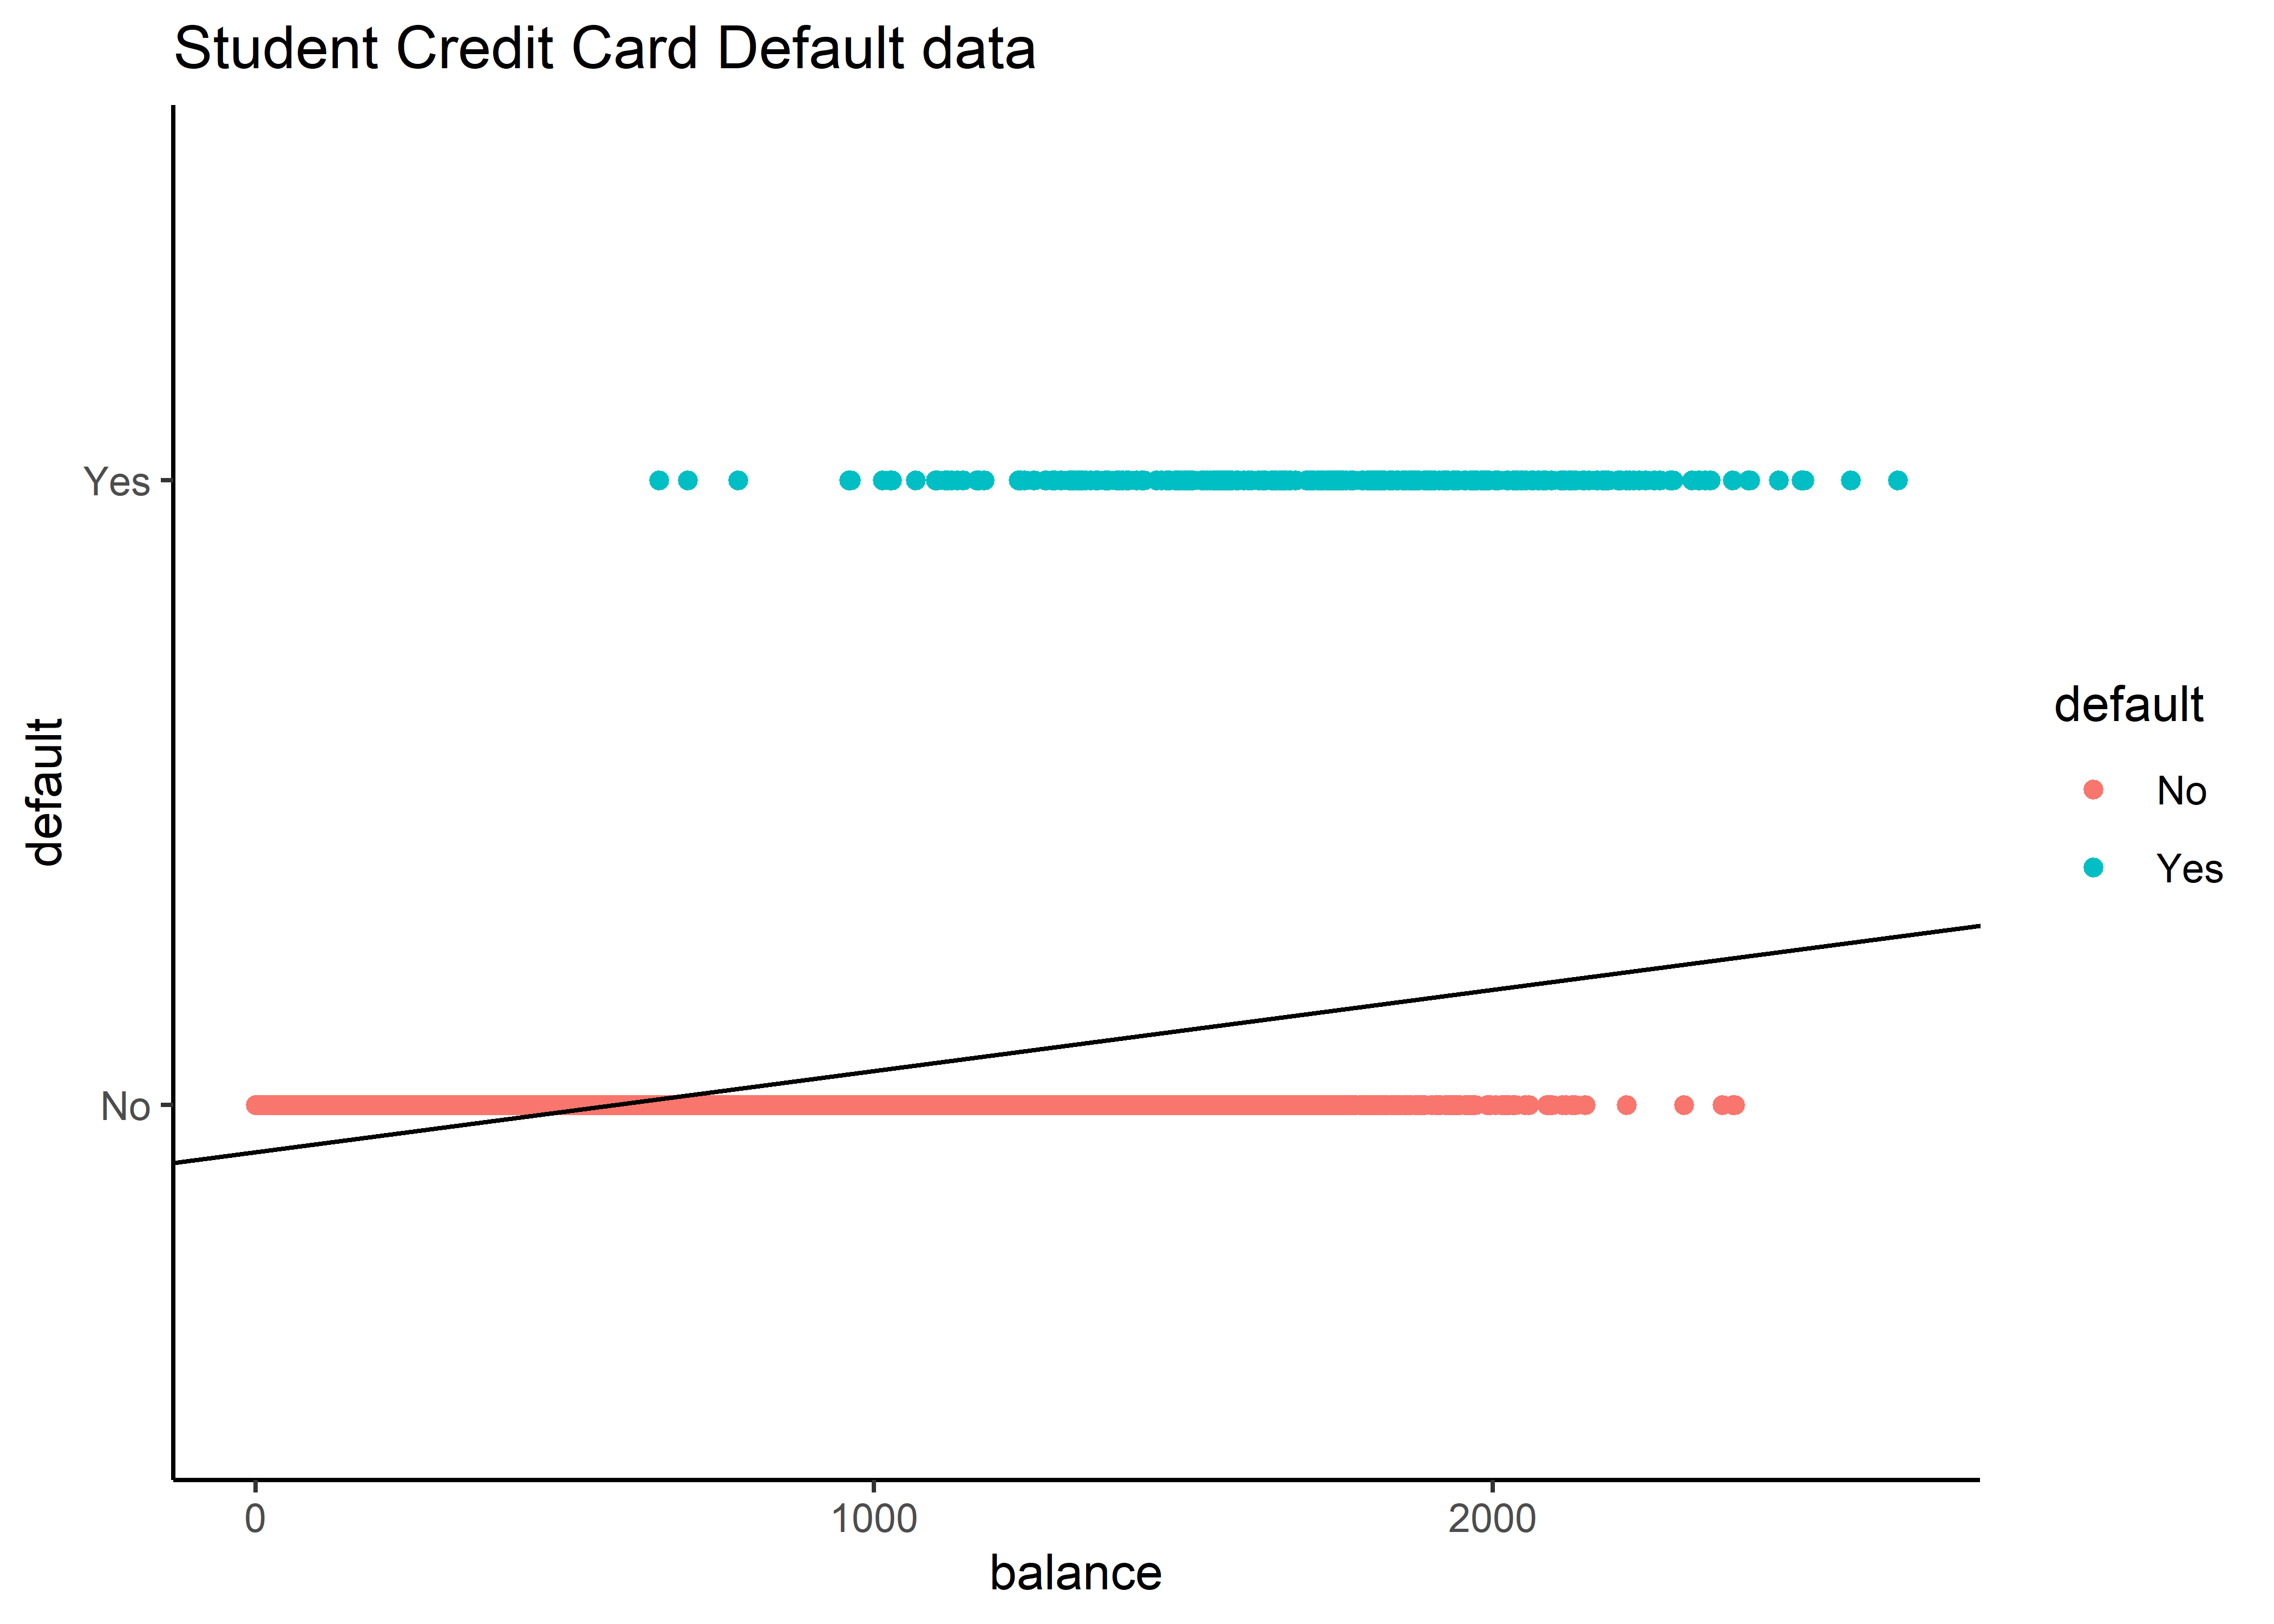 Student Credit Card Default data
default
Yes
No
0
1000
2000
balance
default
No
Yes